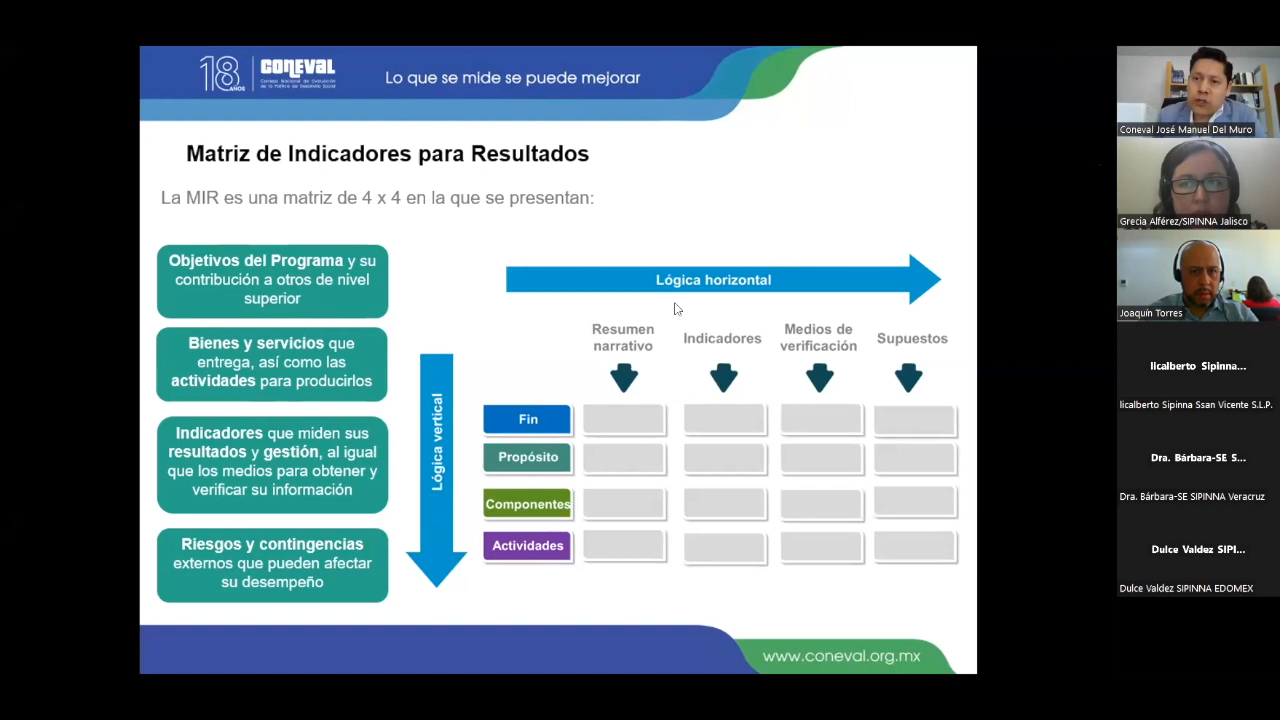 18
AÑOS
CONEVAL
Consejo Nacional de Evaluación
de la Política de Desarrollo Social
Lo que se mide se puede mejorar
Matriz de Indicadores para Resultados
La MIR es una matriz de 4 x 4 en la que se presentan:
Objetivos del Programa y su
contribución a otros de nivel
superior
Bienes y servicios que
entrega, así como las
actividades para producirlos
Indicadores que miden sus
resultados y gestión, al igual
que los medios para obtener y
verificar su información
Riesgos y contingencias
externos que pueden afectar
su desempeño
Lógica horizontal
Lógica vertical
Resumen
narrativo
Indicadores
Medios de
verificación
Supuestos
Fin
Propósito
Componentes
Actividades
www.coneval.org.mx
Coneval José Manuel Del Muro
Grecia Alférez/SIPINNA Jalisco
Joaquín Torres
licalberto Sipinna...
licalberto Sipinna Ssan Vicente S.L.P.
Dra. Bárbara-SE S...
Dra. Bárbara-SE SIPINNA Veracruz
Dulce Valdez SIPI...
Dulce Valdez SIPINNA EDOMEX